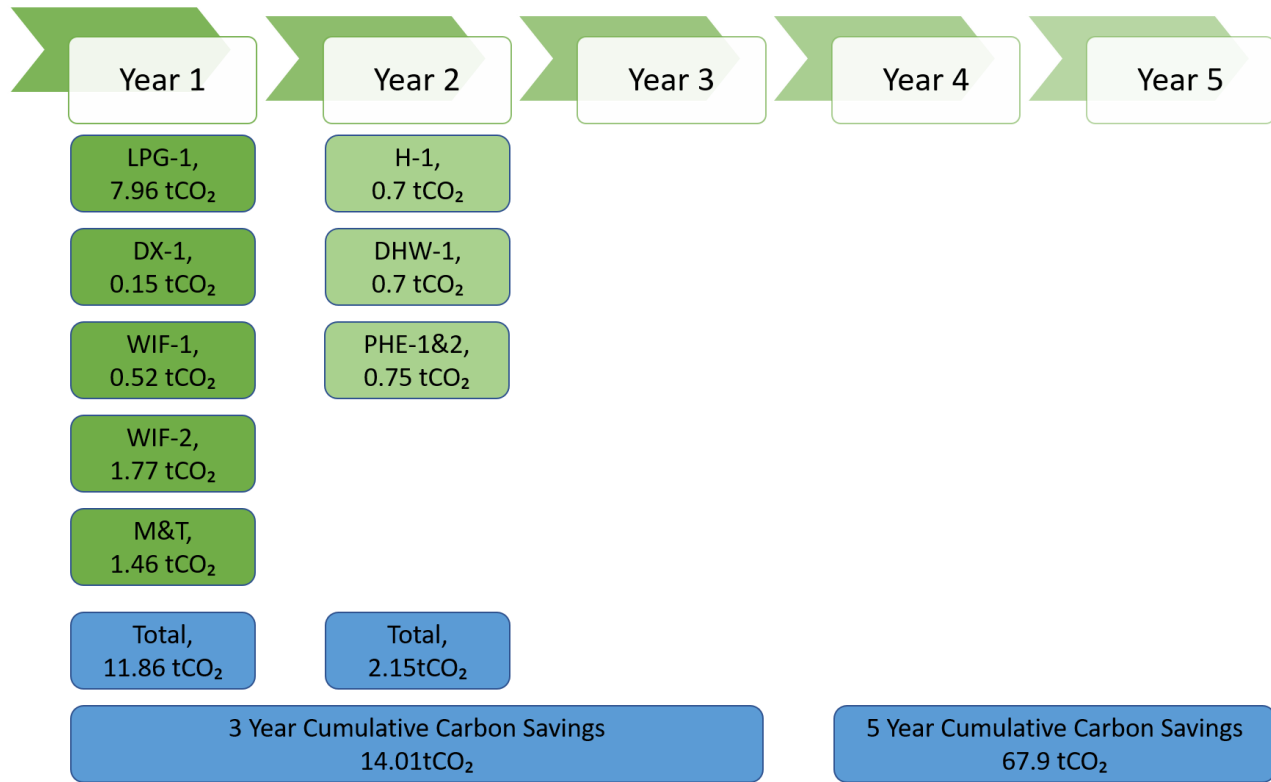 Year 1
Year 2
Year 3
Year 4
Year 5
LPG-1,
7.96 tCO₂
H-1,
0.7 tCO₂
DX-1,
0.15 tCO₂
DHW-1,
0.7 tCO₂
WIF-1,
0.52 tCO₂
PHE-1&2,
0.75 tCO₂
WIF-2,
1.77 tCO₂
M&T,
1.46 tCO₂
Total,
11.86 tCO₂
Total,
2.15tCO₂
3 Year Cumulative Carbon Savings
14.01tCO₂
5 Year Cumulative Carbon Savings
67.9 tCO₂